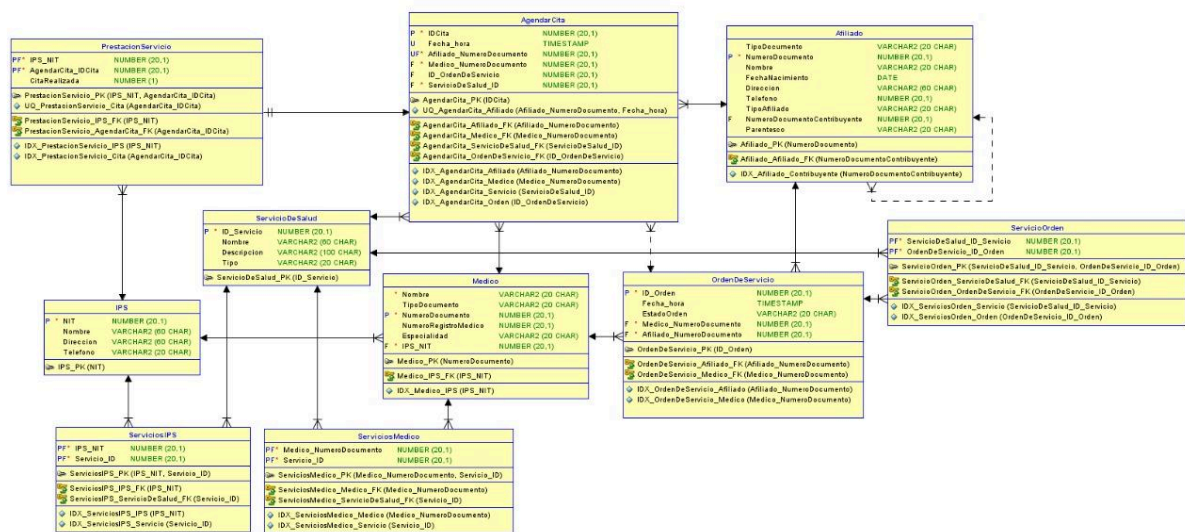 PrestacionServicio
PF* IPS_NIT NUMBER (20,1)
PF* AgendarCita_IDCita NUMBER (20,1)
CitaRealizada NUMBER (1)
PrestacionServicio_PK (IPS_NIT, AgendarCita_IDCita)
UQ_PrestacionServicio_Cita (AgendarCita_IDCita)
PrestacionServicio_IPS_FK (IPS_NIT)
PrestacionServicio_AgendarCita_FK (AgendarCita_IDCita)
IDX_PrestacionServicio_IPS (IPS_NIT)
IDX_PrestacionServicio_Cita (AgendarCita_IDCita)
AgendarCita
P * IDCita NUMBER (20,1)
U Fecha_hora TIMESTAMP
UF* Afiliado_NumeroDocumento NUMBER (20,1)
F * Medico_NumeroDocumento NUMBER (20,1)
F ID_OrdenDeServicio NUMBER (20,1)
F * ServicioDeSalud_ID NUMBER (20,1)
AgendarCita_PK (IDCita)
UQ_AgendarCita_Afiliado (Afiliado_NumeroDocumento, Fecha_hora)
AgendarCita_Afiliado_FK (Afiliado_NumeroDocumento)
AgendarCita_Medico_FK (Medico_NumeroDocumento)
AgendarCita_ServicioDeSalud_FK (ServicioDeSalud_ID)
AgendarCita_OrdenDeServicio_FK (ID_OrdenDeServicio)
IDX_AgendarCita_Afiliado (Afiliado_NumeroDocumento)
IDX_AgendarCita_Medico (Medico_NumeroDocumento)
IDX_AgendarCita_Servicio (ServicioDeSalud_ID)
IDX_AgendarCita_Orden (ID_OrdenDeServicio)
Afiliado
TipoDocumento VARCHAR2 (20 CHAR)
P * NumeroDocumento NUMBER (20,1)
Nombre VARCHAR2 (20 CHAR)
FechaNacimiento DATE
Direccion VARCHAR2 (60 CHAR)
Telefono NUMBER (20,1)
TipoAfiliado VARCHAR2 (20 CHAR)
F NumeroDocumentoContribuyente NUMBER (20,1)
Parentesco VARCHAR2 (20 CHAR)
Afiliado_PK (NumeroDocumento)
Afiliado_Afiliado_FK (NumeroDocumentoContribuyente)
IDX_Afiliado_Contribuyente (NumeroDocumentoContribuyente)
ServicioDeSalud
P * ID_Servicio NUMBER (20,1)
Nombre VARCHAR2 (60 CHAR)
Descripcion VARCHAR2 (100 CHAR)
Tipo VARCHAR2 (20 CHAR)
ServicioDeSalud_PK (ID_Servicio)
ServicioOrden
PF* ServicioDeSalud_ID_Servicio NUMBER (20,1)
PF* OrdenDeServicio_ID_Orden NUMBER (20,1)
ServicioOrden_PK (ServicioDeSalud_ID_Servicio, OrdenDeServicio_ID_Orden)
ServicioOrden_ServicioDeSalud_FK (ServicioDeSalud_ID_Servicio)
ServicioOrden_OrdenDeServicio_FK (OrdenDeServicio_ID_Orden)
IDX_ServiciosOrden_Servicio (ServicioDeSalud_ID_Servicio)
IDX_ServiciosOrden_Orden (OrdenDeServicio_ID_Orden)
Medico
* Nombre VARCHAR2 (20 CHAR)
TipoDocumento VARCHAR2 (20 CHAR)
P * NumeroDocumento NUMBER (20,1)
NumeroRegistroMedico NUMBER (20,1)
Especialidad VARCHAR2 (20 CHAR)
F * IPS_NIT NUMBER (20,1)
Medico_PK (NumeroDocumento)
Medico_IPS_FK (IPS_NIT)
IDX_Medico_IPS (IPS_NIT)
OrdenDeServicio
P * ID_Orden NUMBER (20,1)
Fecha_hora TIMESTAMP
EstadoOrden VARCHAR2 (20 CHAR)
F * Medico_NumeroDocumento NUMBER (20,1)
F * Afiliado_NumeroDocumento NUMBER (20,1)
OrdenDeServicio_PK (ID_Orden)
OrdenDeServicio_Afiliado_FK (Afiliado_NumeroDocumento)
OrdenDeServicio_Medico_FK (Medico_NumeroDocumento)
IDX_OrdenDeServicio_Afiliado (Afiliado_NumeroDocumento)
IDX_OrdenDeServicio_Medico (Medico_NumeroDocumento)
IPS
P * NIT NUMBER (20,1)
Nombre VARCHAR2 (60 CHAR)
Direccion VARCHAR2 (60 CHAR)
Telefono VARCHAR2 (20 CHAR)
IPS_PK (NIT)
ServiciosIPS
PF* IPS_NIT NUMBER (20,1)
PF* Servicio_ID NUMBER (20,1)
ServiciosIPS_PK (IPS_NIT, Servicio_ID)
ServiciosIPS_IPS_FK (IPS_NIT)
ServiciosIPS_ServicioDeSalud_FK (Servicio_ID)
IDX_ServiciosIPS_IPS (IPS_NIT)
IDX_ServiciosIPS_Servicio (Servicio_ID)
ServiciosMedico
PF* Medico_NumeroDocumento NUMBER (20,1)
PF* Servicio_ID NUMBER (20,1)
ServiciosMedico_PK (Medico_NumeroDocumento, Servicio_ID)
ServiciosMedico_Medico_FK (Medico_NumeroDocumento)
ServiciosMedico_ServicioDeSalud_FK (Servicio_ID)
IDX_ServiciosMedico_Medico (Medico_NumeroDocumento)
IDX_ServiciosMedico_Servicio (Servicio_ID)